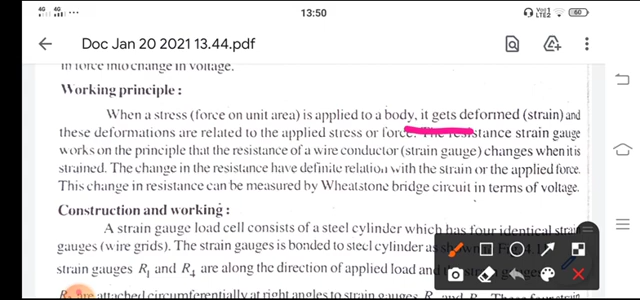 4G 4G 13:50 Vo1 LTE2 60
Doc Jan 20 2021 13.44.pdf
in force into change in voltage.
Working principle :
When a stress (force on unit area) is applied to a body, it gets deformed (strain) and
these deformations are related to the applied stress or force. The resistance strain gauge
works on the principle that the resistance of a wire conductor (strain gauge) changes when it is
strained. The change in the resistance have definite relation with the strain or the applied force.
This change in resistance can be measured by Wheatstone bridge circuit in terms of voltage.
Construction and working :
A strain gauge load cell consists of a steel cylinder which has four identical strain
gauges (wire grids). The strain gauges is bonded to steel cylinder as
strain gauges R1 and R4 are along the direction of applied load and
are attached circumferentially at right angles to strain gauges R